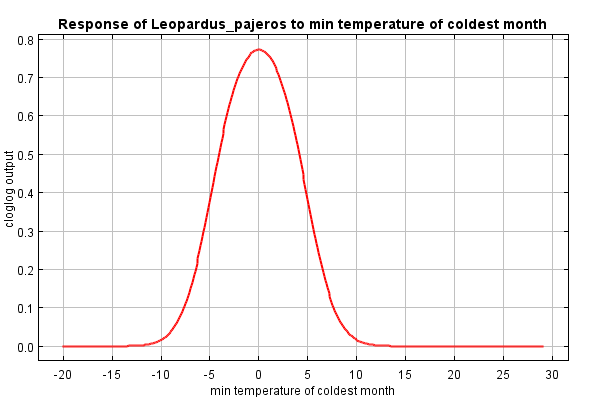 Response of Leopardus_pajeros to min temperature of coldest month
0.8
0.7
0.6
0.5
0.4
0.3
0.2
0.1
0.0
cloglog output
-20 -15 -10 -5 0 5 10 15 20 25 30
min temperature of coldest month